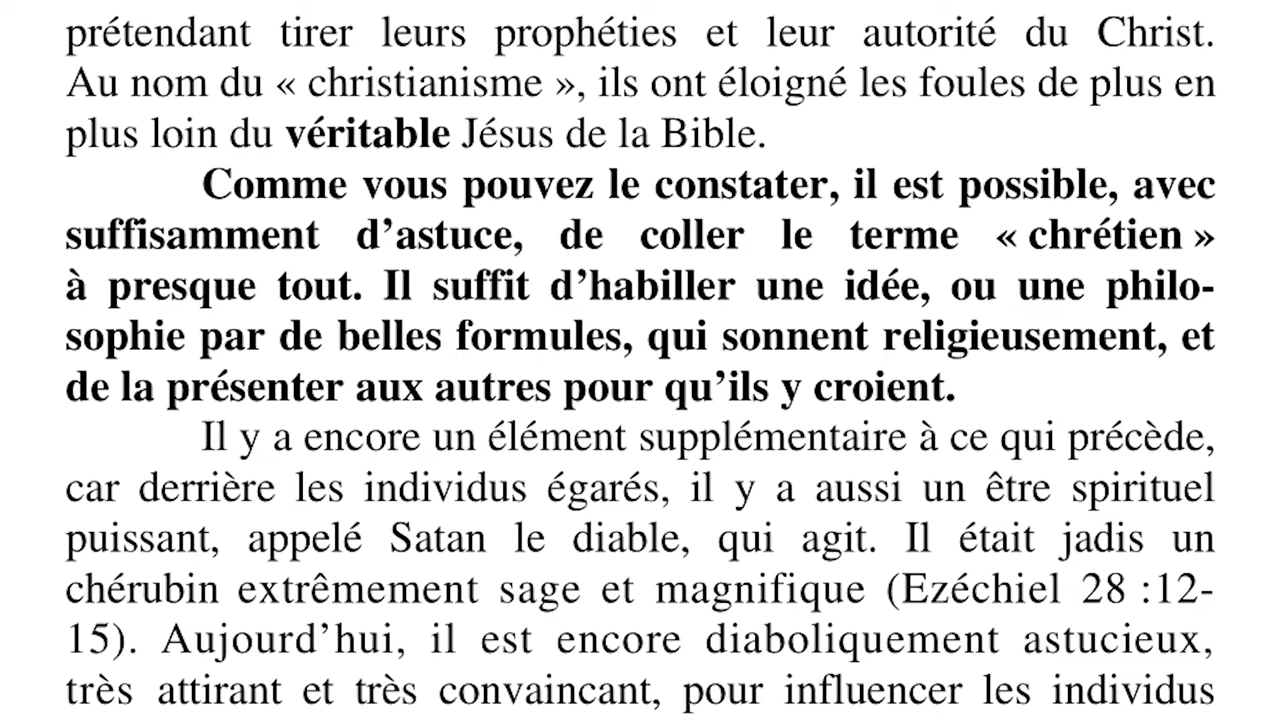 prétendant tirer leurs prophéties et leur autorité du Christ.
Au nom du « christianisme », ils ont éloigné les foules de plus en
plus loin du véritable Jésus de la Bible.
Comme vous pouvez le constater, il est possible, avec
suffisamment d’astuce, de coller le terme « chrétien »
à presque tout. Il suffit d’habiller une idée, ou une philo-
sophie par de belles formules, qui sonnent religieusement, et
de la présenter aux autres pour qu’ils y croient.
Il y a encore un élément supplémentaire à ce qui précède,
car derrière les individus égarés, il y a aussi un être spirituel
puissant, appelé Satan le diable, qui agit. Il était jadis un
chérubin extrêmement sage et magnifique (Ezéchiel 28 :12-
15). Aujourd’hui, il est encore diaboliquement astucieux,
très attirant et très convaincant, pour influencer les individus